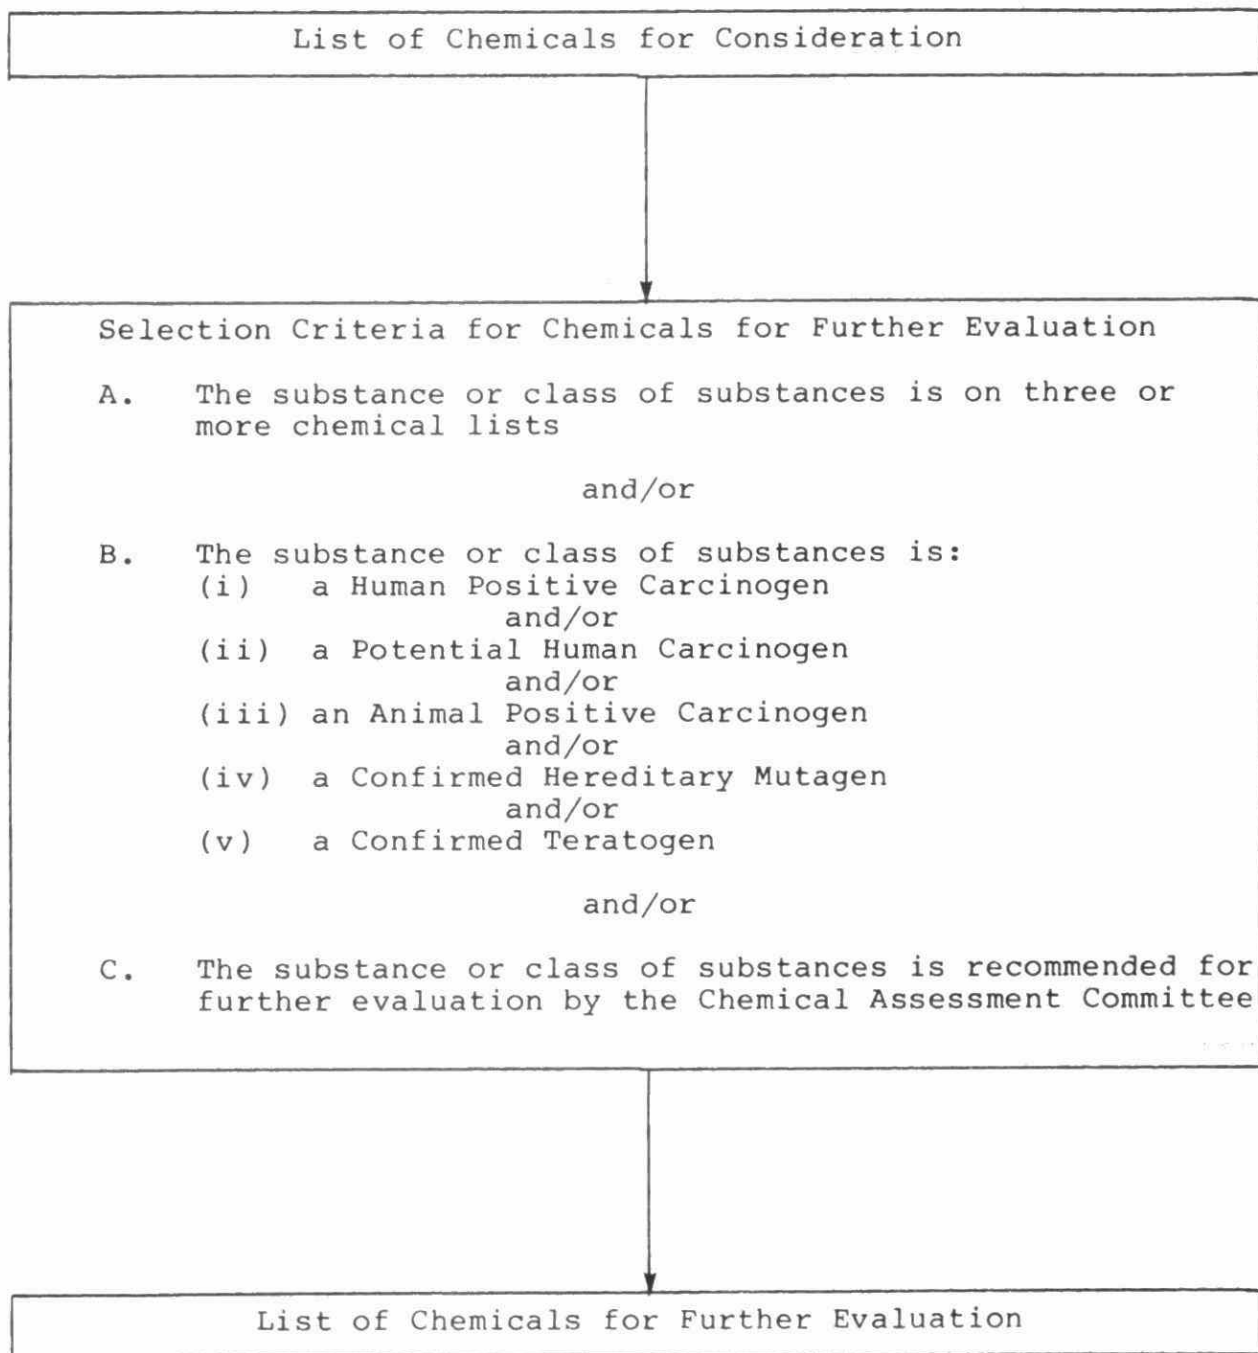 List of Chemicals for Consideration
Selection Criteria for Chemicals for Further Evaluation
A. The substance or class of substances is on three or
more chemical lists
and/or
B. The substance or class of substances is:
(i) a Human Positive Carcinogen
and/or
(ii) a Potential Human Carcinogen
and/or
(iii) an Animal Positive Carcinogen
and/or
(iv) a Confirmed Hereditary Mutagen
and/or
(v) a Confirmed Teratogen
and/or
C. The substance or class of substances is recommended for
further evaluation by the Chemical Assessment Committee
List of Chemicals for Further Evaluation